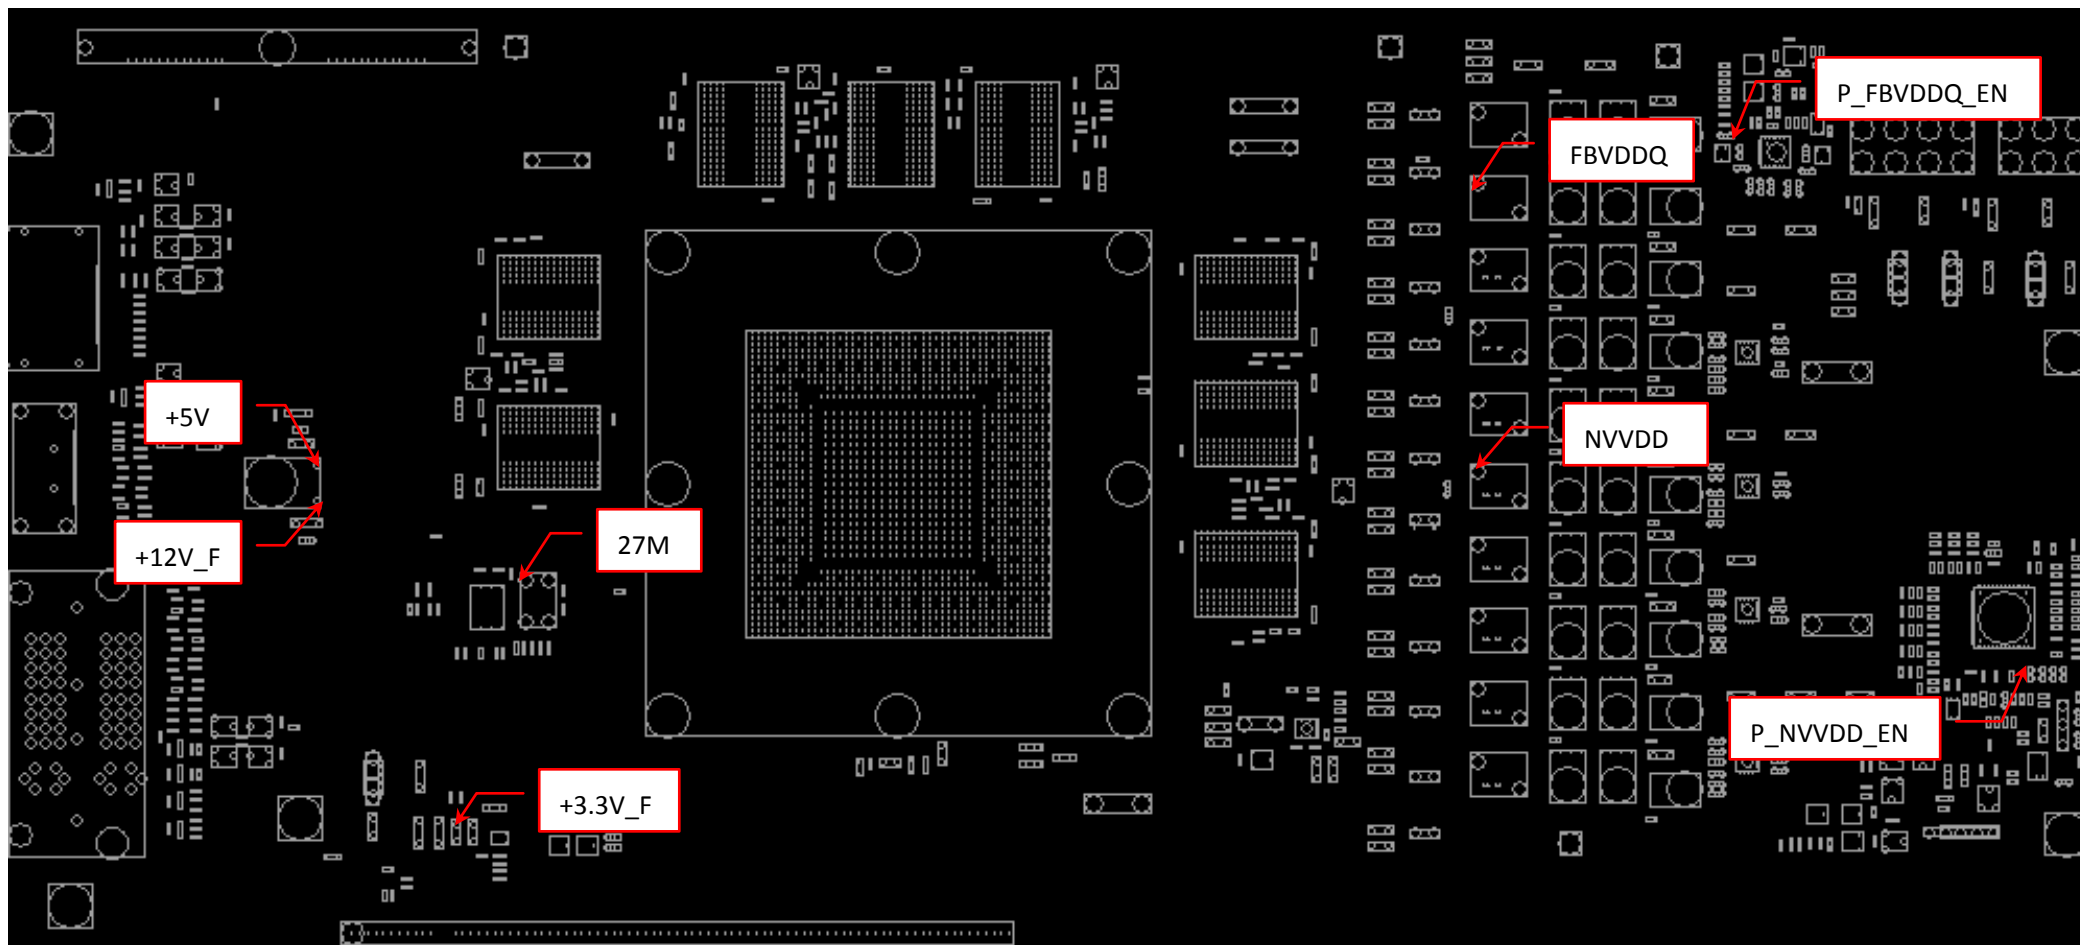 P_FBVDDQ_EN
FBVDDQ
+5V
NVVDD
+12V_F
27M
P_NVVDD_EN
+3.3V_F